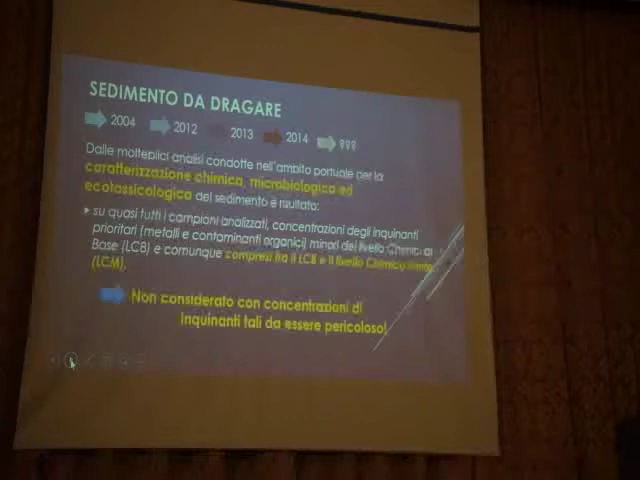 SEDIMENTO DA DRAGARE
2004 2012 2013 2014 ???
Dalle molteplici analisi condotte nell'ambito portuale per la
caratterizzazione chimica, microbiologica ed
ecotossicologica del sedimento è risultato:
su quasi tutti i campioni analizzati, concentrazioni degli inquinanti
prioritari (metalli e contaminanti organici) minori del livello Chimico di
Base (LCB) e comunque compresi tra il LCB e il livello Chimico
(LCM).
Non considerato con concentrazioni di
inquinanti tali da essere pericoloso!